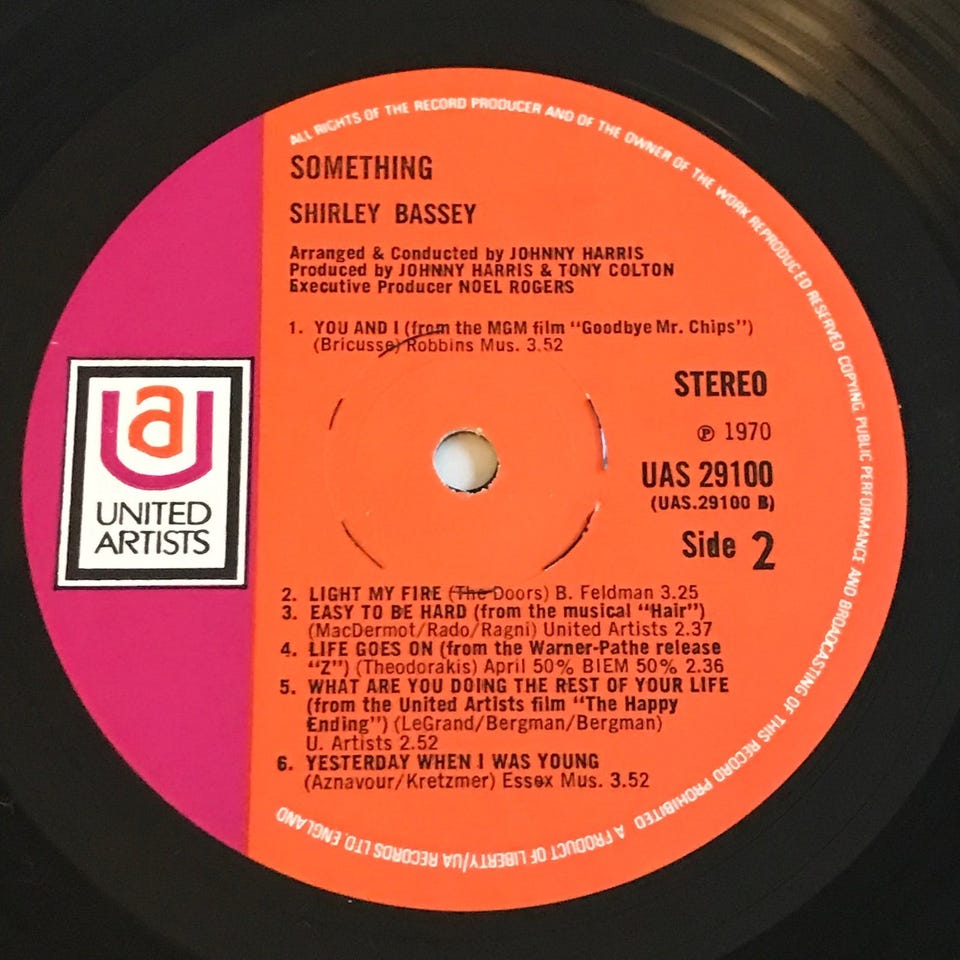 ALL RIGHTS OF THE RECORD PRODUCER AND OF THE OWNER OF THE WORK REPRODUCED RESERVED COPYING PUBLIC PERFORMANCE AND BROADCASTING OF THIS RECORD PROHIBITED A PRODUCT OF LIBERTY/UA RECORDS LTD. ENGLAND
SOMETHING
SHIRLEY BASSEY
Arranged & Conducted by JOHNNY HARRIS
Produced by JOHNNY HARRIS & TONY COLTON
Executive Producer NOEL ROGERS
1. YOU AND I (from the MGM film "Goodbye Mr. Chips")
(Bricusse) Robbins Mus. 3.52
STEREO
℗ 1970
UAS 29100
(UAS.29100 B)
Side 2
ua
UNITED
ARTISTS
2. LIGHT MY FIRE (The Doors) B. Feldman 3.25
3. EASY TO BE HARD (from the musical "Hair")
(MacDermot/Rado/Ragni) United Artists 2.37
4. LIFE GOES ON (from the Warner-Pathe release
"Z") (Theodorakis) April 50% BIEM 50% 2.36
5. WHAT ARE YOU DOING THE REST OF YOUR LIFE
(from the United Artists film "The Happy
Ending") (LeGrand/Bergman/Bergman)
U. Artists 2.52
6. YESTERDAY WHEN I WAS YOUNG
(Aznavour/Kretzmer) Essex Mus. 3.52